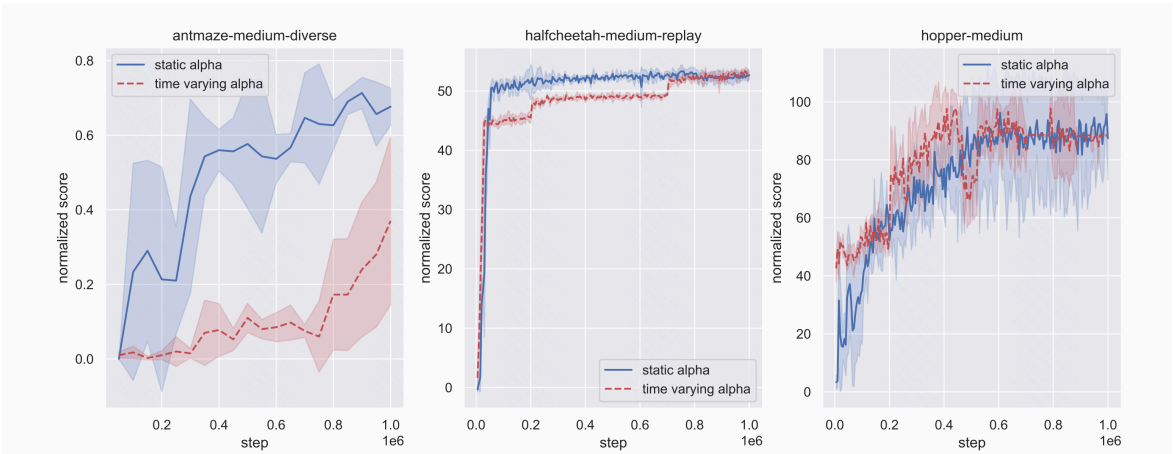 antmaze-medium-diverse
0.8
0.6
0.4
0.2
0.0
normalized score
static alpha
time varying alpha
0.2 0.4 0.6 0.8 1.0
1e6
step
halfcheetah-medium-replay
50
40
30
20
10
0
normalized score
static alpha
time varying alpha
0.0 0.2 0.4 0.6 0.8 1.0
1e6
step
hopper-medium
100
80
60
40
20
0
normalized score
static alpha
time varying alpha
0.0 0.2 0.4 0.6 0.8 1.0
1e6
step